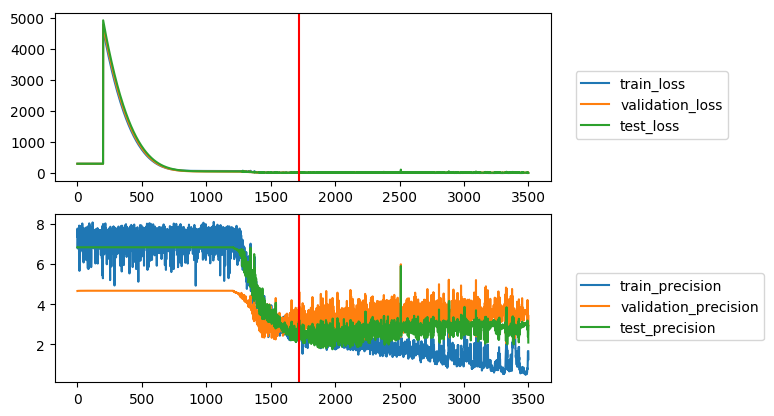 5000
4000
3000
2000
1000
0
0 500 1000 1500 2000 2500 3000 3500
train_loss
validation_loss
test_loss
8
6
4
2
0 500 1000 1500 2000 2500 3000 3500
train_precision
validation_precision
test_precision